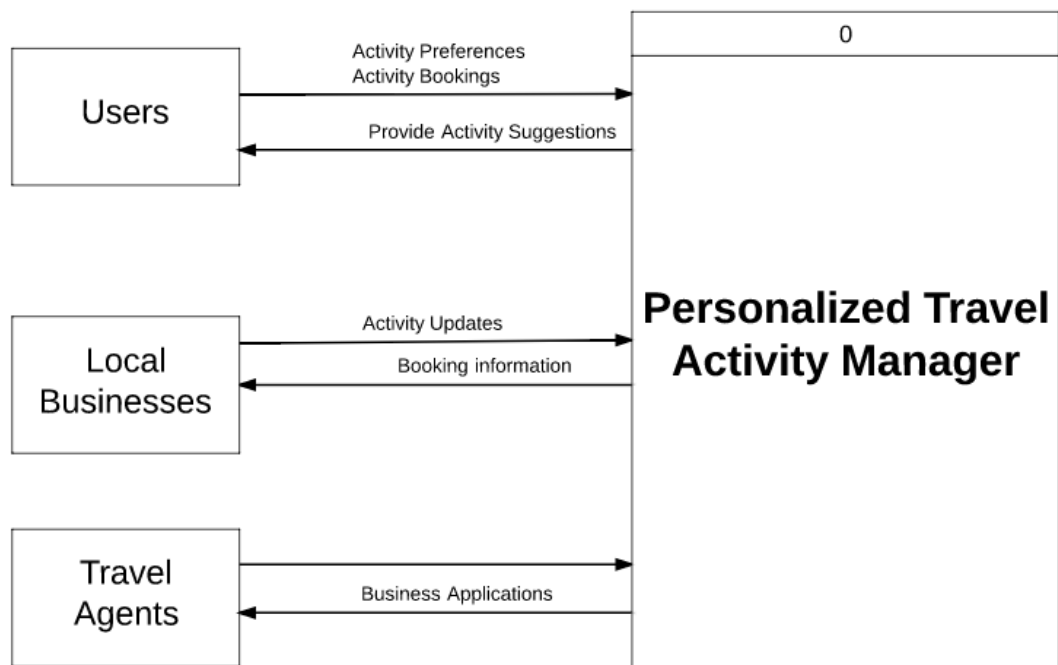 0
Activity Preferences
Activity Bookings
Users
Provide Activity Suggestions
Personalized Travel
Activity Manager
Activity Updates
Local
Businesses
Booking information
Travel
Agents
Business Applications